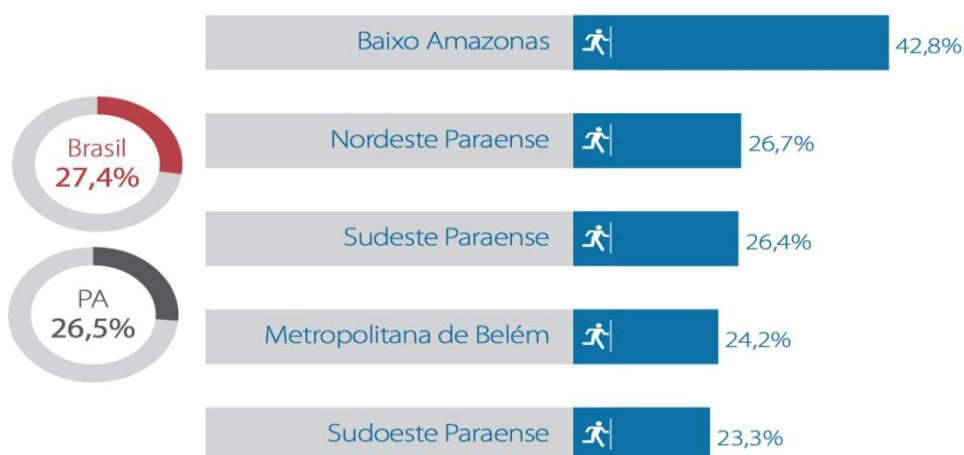 Brasil
27,4%
PA
26,5%
Baixo Amazonas 42,8%
Nordeste Paraense 26,7%
Sudeste Paraense 26,4%
Metropolitana de Belém 24,2%
Sudoeste Paraense 23,3%